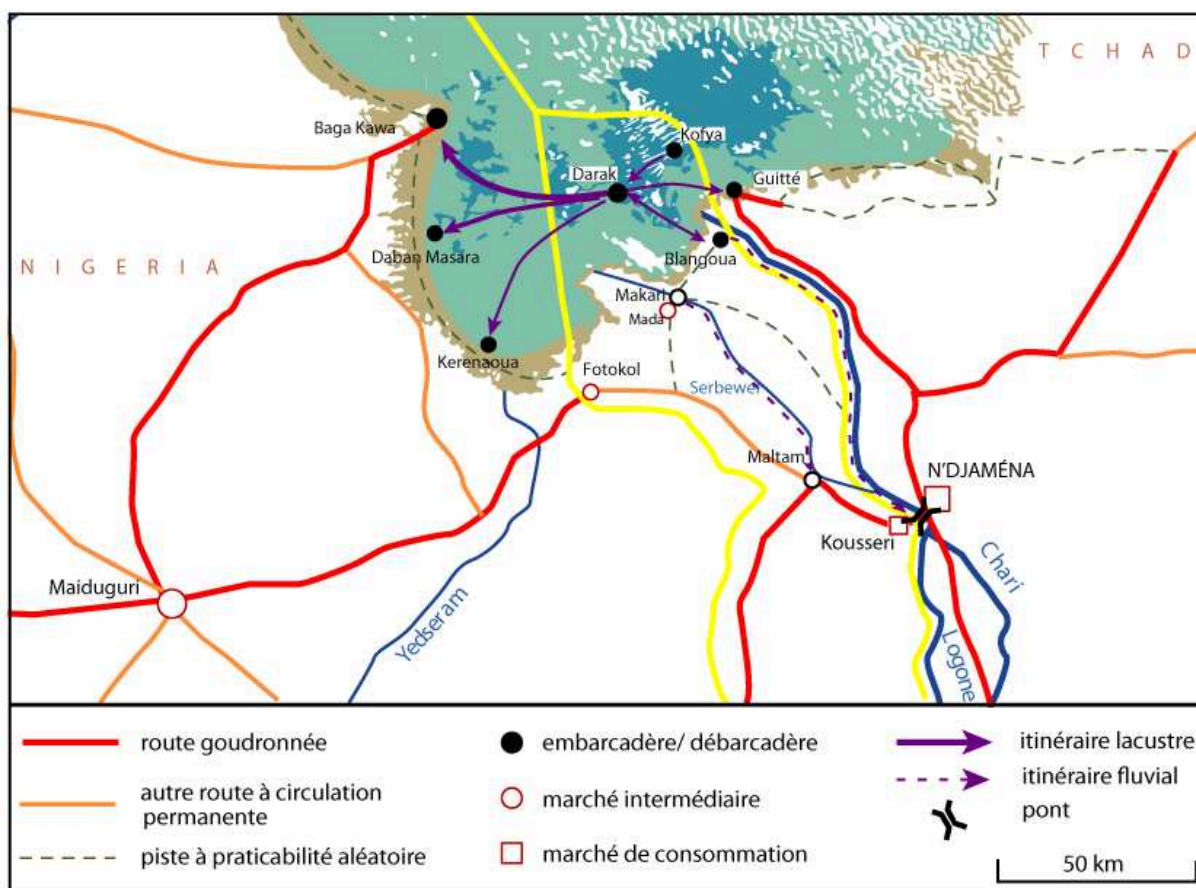 TCHAD
Baga Kawa
Kofya
Darak
Guitté
NIGERIA
Daban Masara
Blangoua
Makari
Mada
Kerenaoua
Fotokol
Serbewel
Maltam
N'DJAMÉNA
Kousseri
Maiduguri
Yedseram
Chari
Logone
route goudronnée
autre route à circulation
permanente
piste à praticabilité aléatoire
embarcadère/ débarcadère
marché intermédiaire
marché de consommation
itinéraire lacustre
itinéraire fluvial
pont
50 km